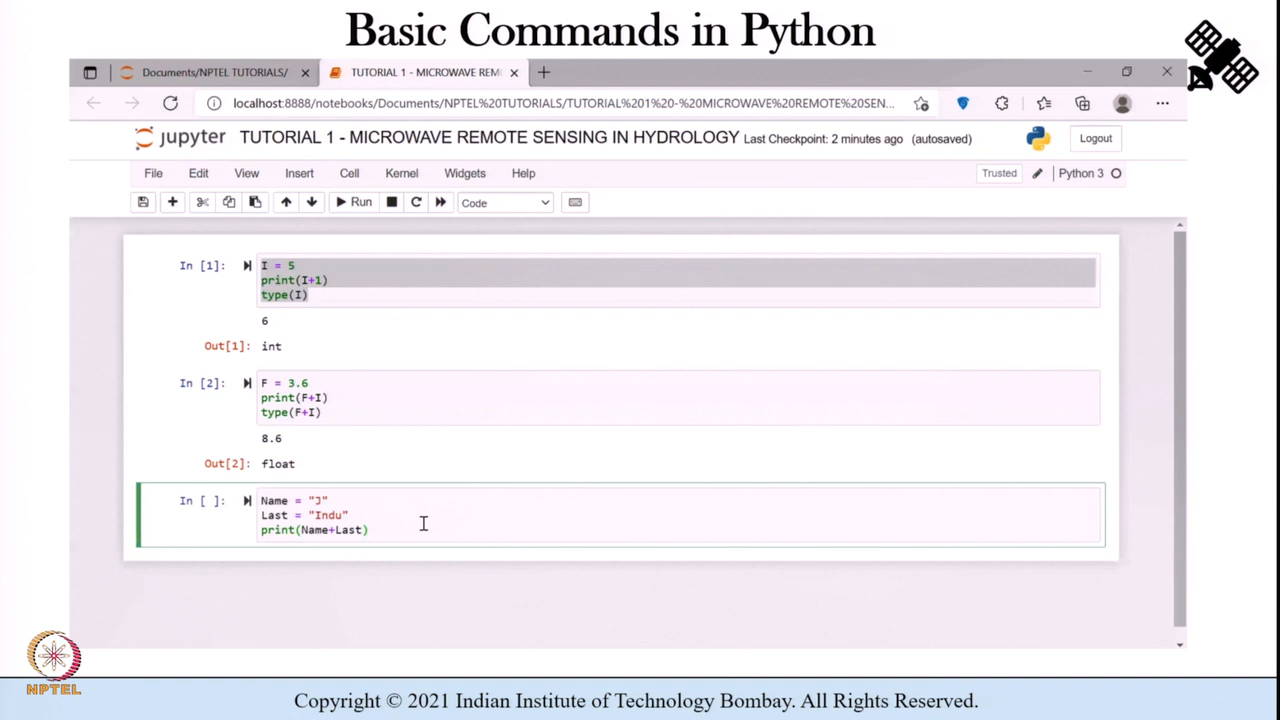 Basic Commands in Python
Documents/NPTEL TUTORIALS/
TUTORIAL 1 - MICROWAVE REM
localhost:8888/notebooks/Documents/NPTEL%20TUTORIALS/TUTORIAL%201%20-%20MICROWAVE%20REMOTE%20SEN...
jupyter TUTORIAL 1 - MICROWAVE REMOTE SENSING IN HYDROLOGY Last Checkpoint: 2 minutes ago (autosaved)
Logout
File Edit View Insert Cell Kernel Widgets Help
Trusted Python 3
Run Code
In [1]: I = 5
print(I+1)
type(I)
6
Out[1]: int
In [2]: F = 3.6
print(F+I)
type(F+I)
8.6
Out[2]: float
In [ ]: Name = "J"
Last = "Indu"
print(Name+Last)
NPTEL
Copyright © 2021 Indian Institute of Technology Bombay. All Rights Reserved.